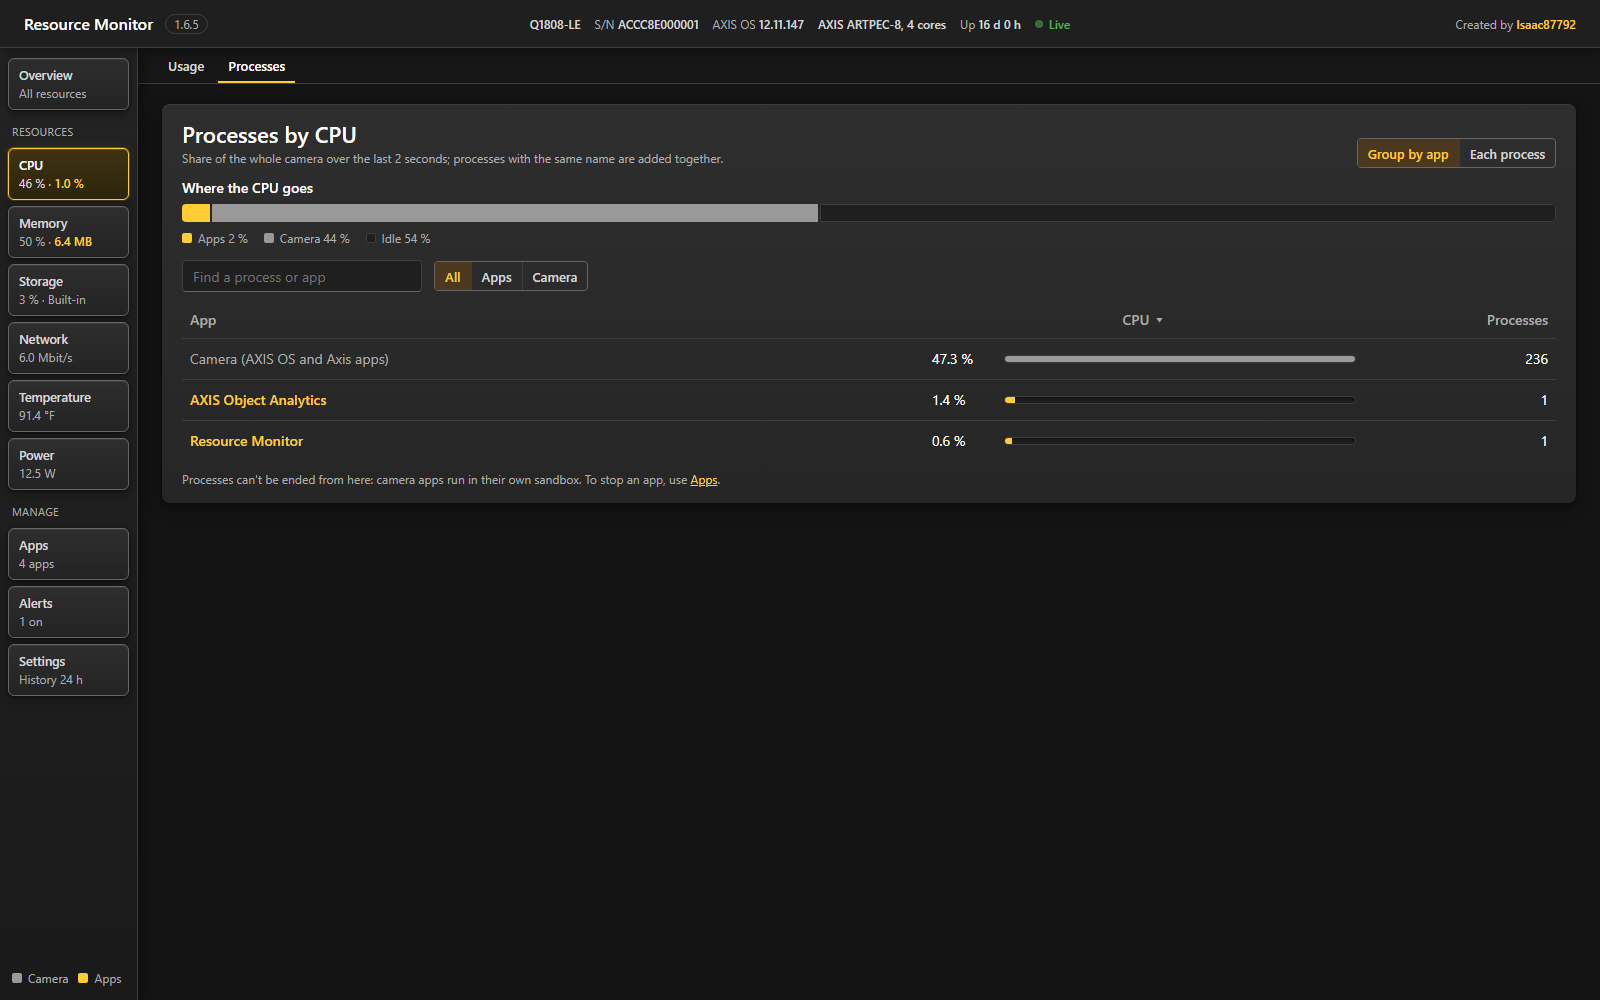 Resource Monitor 1.6.5
Q1808-LE S/N ACCC8E000001 AXIS OS 12.11.147 AXIS ARTPEC-8, 4 cores Up 16 d 0 h Live
Created by Isaac87792
Overview
All resources
RESOURCES
CPU
46 % · 1.0 %
Memory
50 % · 6.4 MB
Storage
3 % · Built-in
Network
6.0 Mbit/s
Temperature
91.4 °F
Power
12.5 W
MANAGE
Apps
4 apps
Alerts
1 on
Settings
History 24 h
Camera Apps
Usage Processes
Processes by CPU
Share of the whole camera over the last 2 seconds; processes with the same name are added together.
Group by app Each process
Where the CPU goes
Apps 2 % Camera 44 % Idle 54 %
Find a process or app All Apps Camera
App CPU Processes
Camera (AXIS OS and Axis apps) 47.3 % 236
AXIS Object Analytics 1.4 % 1
Resource Monitor 0.6 % 1
Processes can't be ended from here: camera apps run in their own sandbox. To stop an app, use Apps.